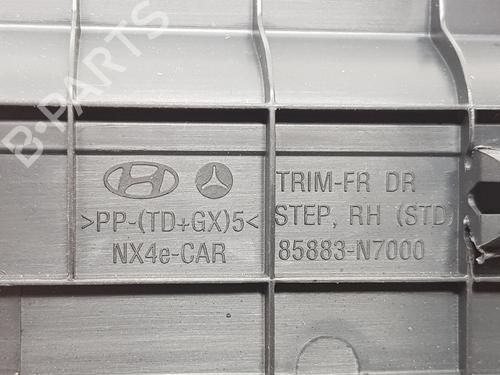 B-PARTS
>PP-(TD+GX)5<
NX4e-CAR
TRIM-FR DR
STEP, RH (STD)
85883-N7000